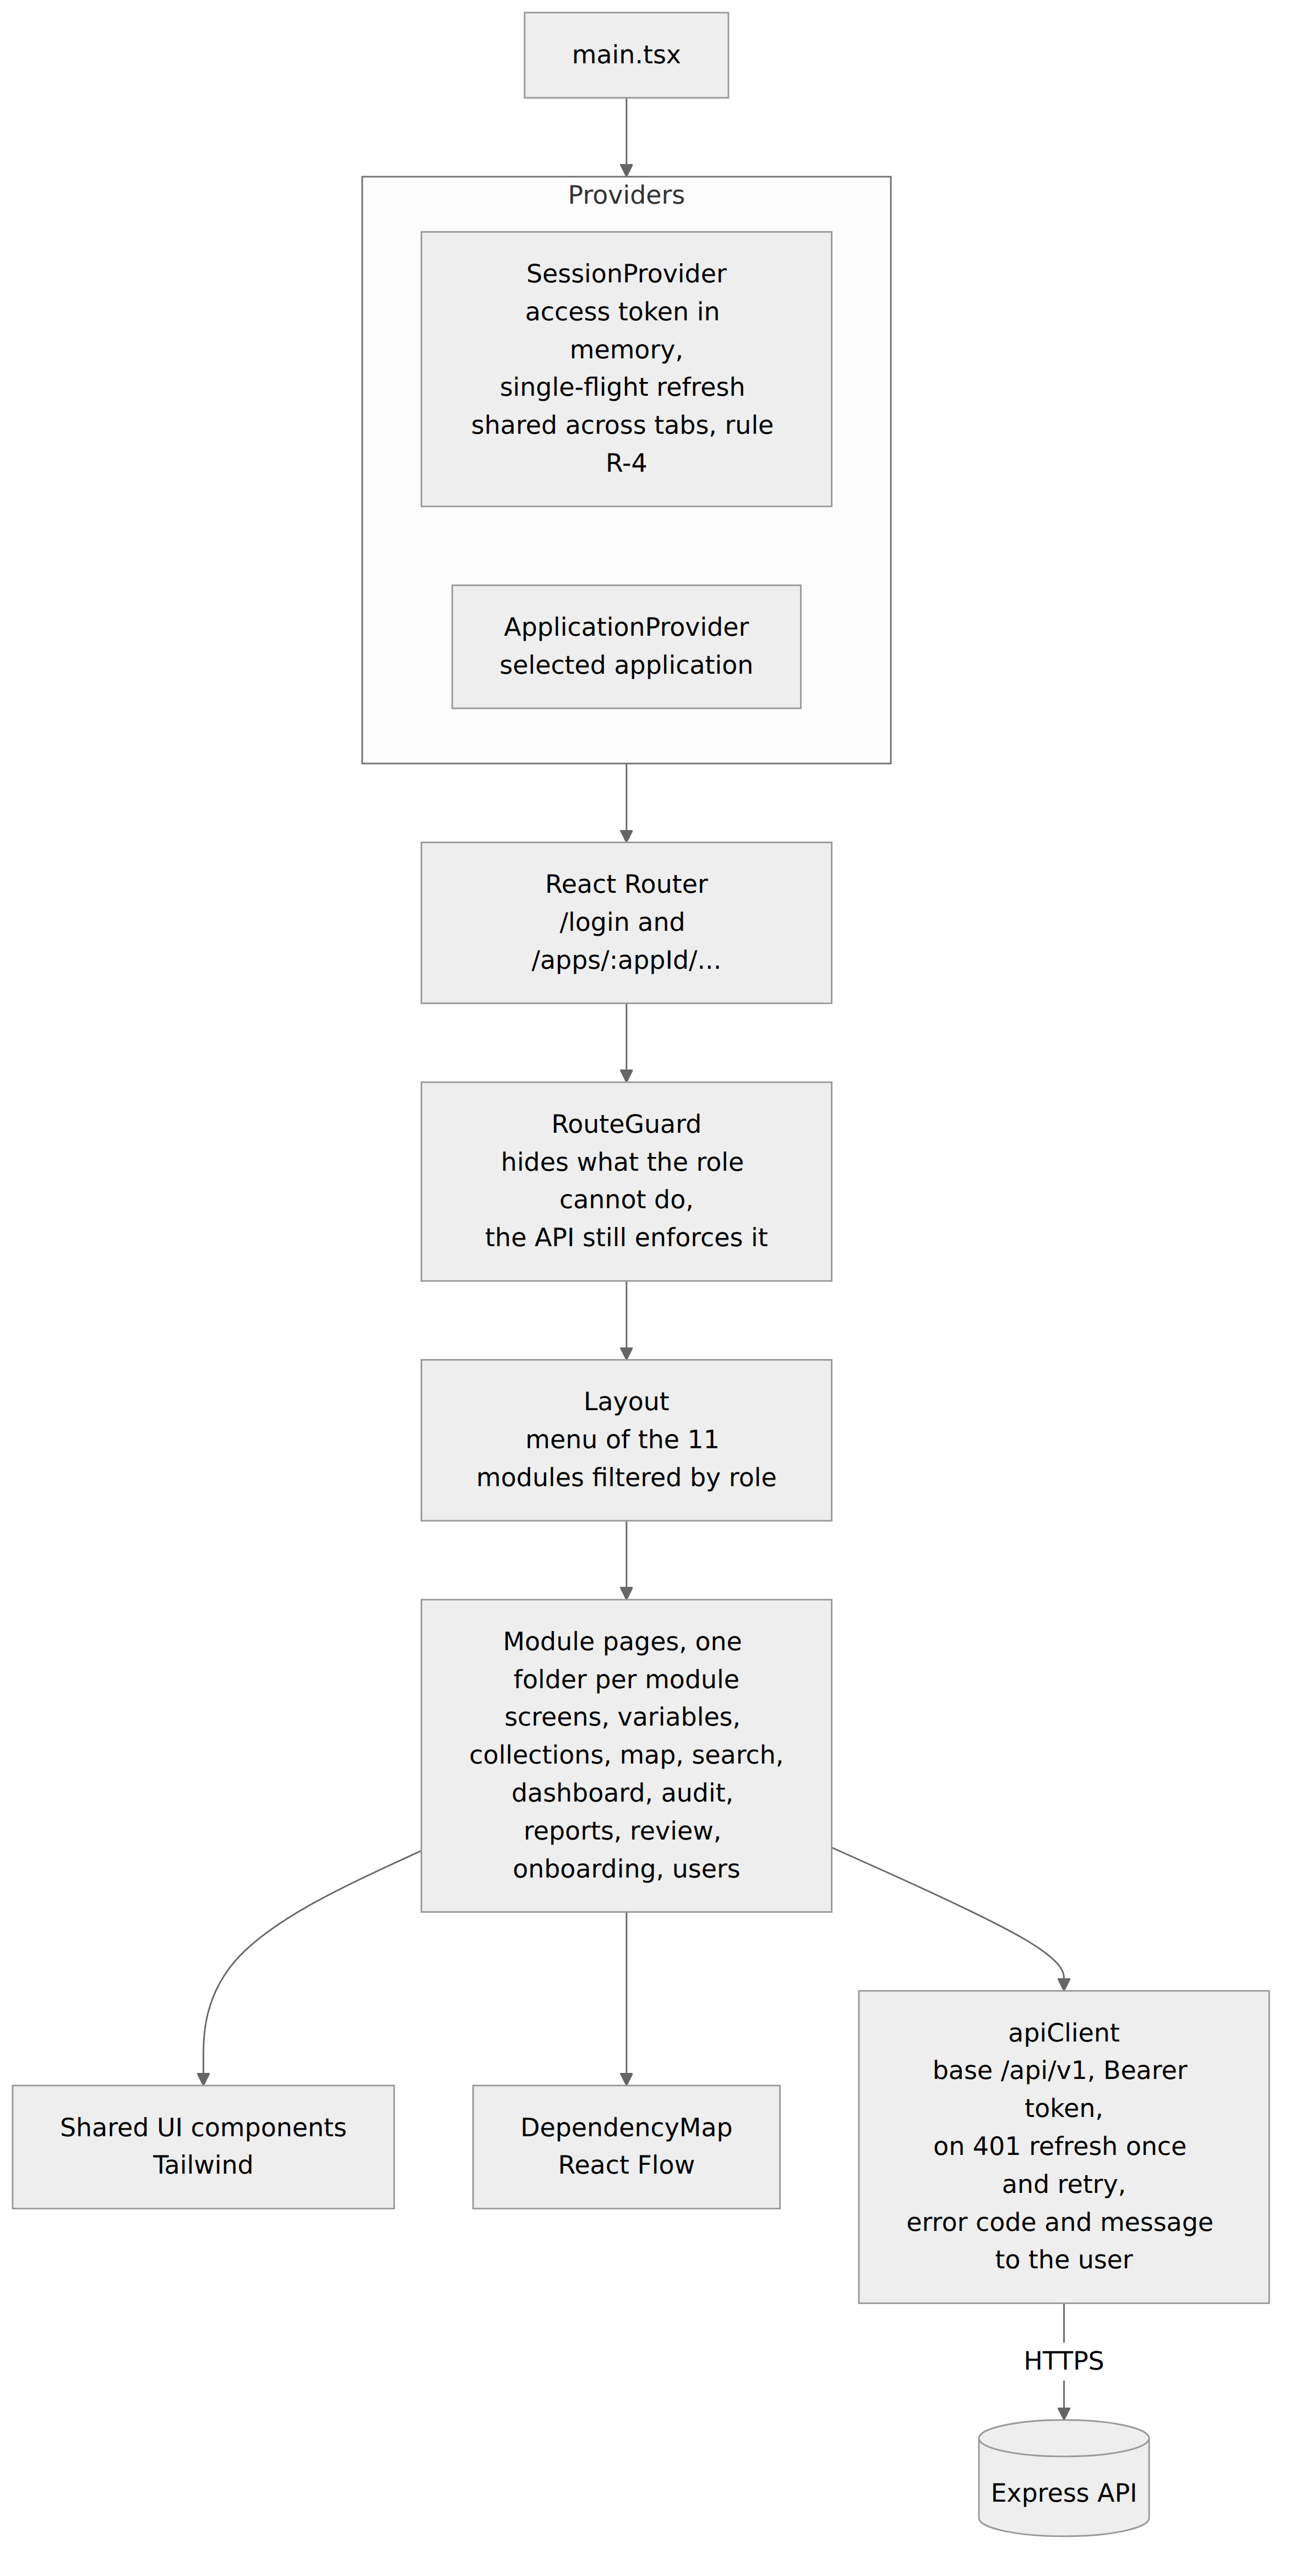 main.tsx
Providers
SessionProvider
access token in
memory,
single-flight refresh
shared across tabs, rule
R-4
ApplicationProvider
selected application
React Router
/login and
/apps/:appId/...
RouteGuard
hides what the role
cannot do,
the API still enforces it
Layout
menu of the 11
modules filtered by role
Module pages, one
folder per module
screens, variables,
collections, map, search,
dashboard, audit,
reports, review,
onboarding, users
Shared UI components
Tailwind
DependencyMap
React Flow
apiClient
base /api/v1, Bearer
token,
on 401 refresh once
and retry,
error code and message
to the user
HTTPS
Express API